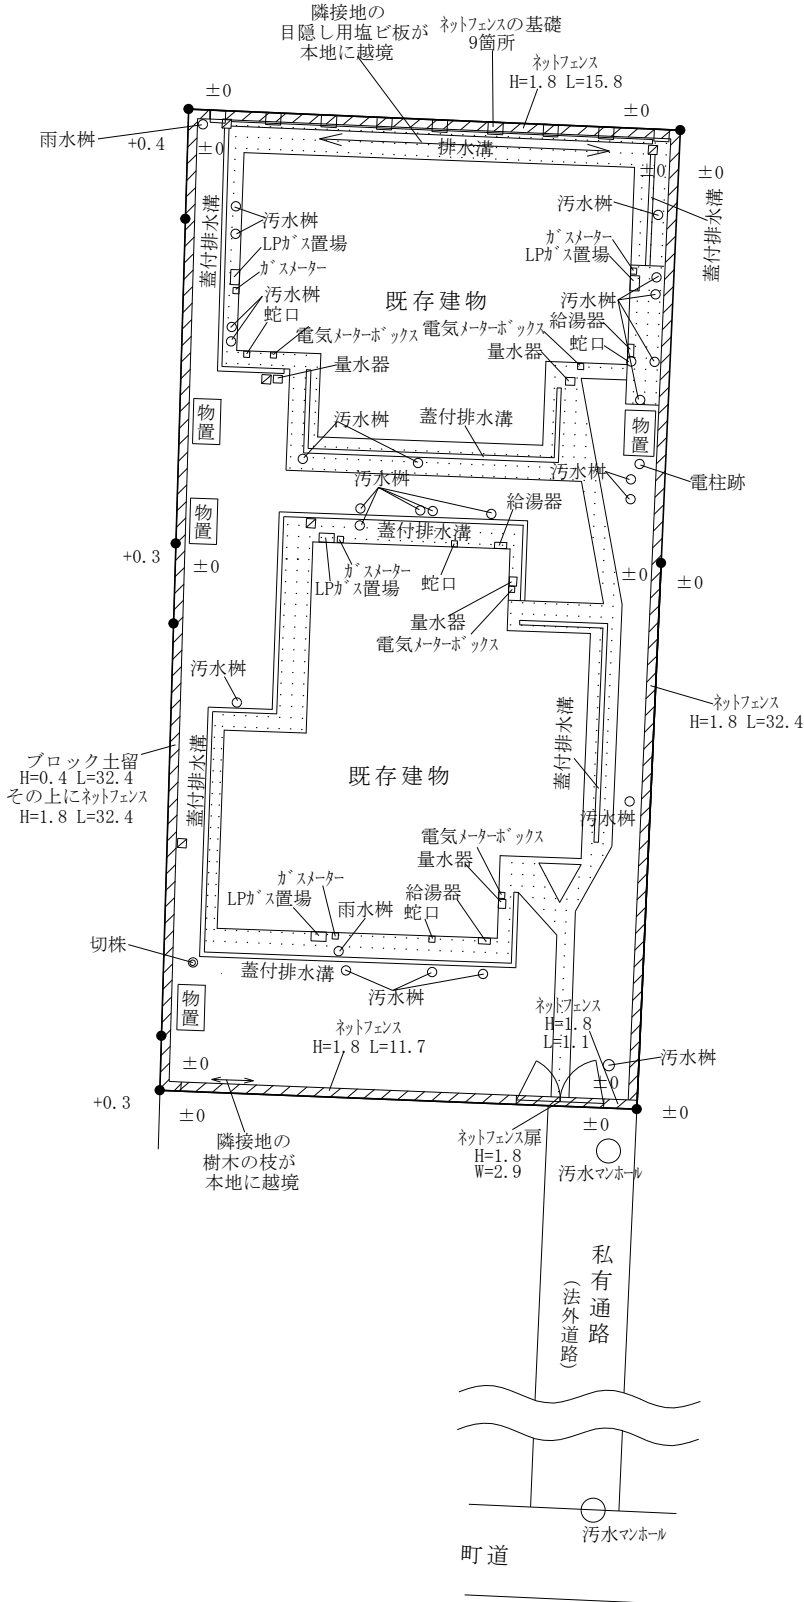 隣接地の
目隠し用塩ビ板が
本地に越境
ネットフェンスの基礎
9箇所
ネットフェンス
H=1.8 L=15.8
±0
±0
雨水桝
+0.4
±0
排水溝
±0
±0
蓋付排水溝
汚水桝
蓋付排水溝
汚水桝
LPガス置場
ガスメーター
ガスメーター
LPガス置場
汚水桝
蛇口
既存建物
汚水桝
給湯器
電気メーターボックス
電気メーターボックス
蛇口
量水器
量水器
物置
汚水桝
蓋付排水溝
物置
汚水桝
汚水桝
電柱跡
物置
給湯器
蓋付排水溝
+0.3
±0
ガスメーター
LPガス置場
蛇口
±0
±0
量水器
電気メーターボックス
汚水桝
ネットフェンス
H=1.8 L=32.4
蓋付排水溝
蓋付排水溝
ブロック土留
H=0.4 L=32.4
その上にネットフェンス
H=1.8 L=32.4
既存建物
汚水桝
電気メーターボックス
量水器
ガスメーター
LPガス置場
雨水桝
給湯器
蛇口
切株
蓋付排水溝
汚水桝
物置
ネットフェンス
H=1.8
L=1.1
ネットフェンス
H=1.8 L=11.7
汚水桝
±0
±0
+0.3
±0
±0
±0
隣接地の
樹木の枝が
本地に越境
ネットフェンス扉
H=1.8
W=2.9
汚水マンホール
私有通路
(法外道路)
汚水マンホール
町道